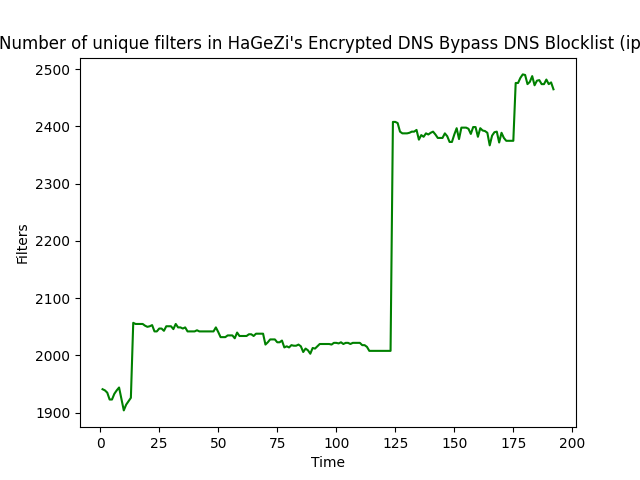 Number of unique filters in HaGeZi's Encrypted DNS Bypass DNS Blocklist (ip
2500
2400
2300
2200
2100
2000
1900
Filters
0 25 50 75 100 125 150 175 200
Time